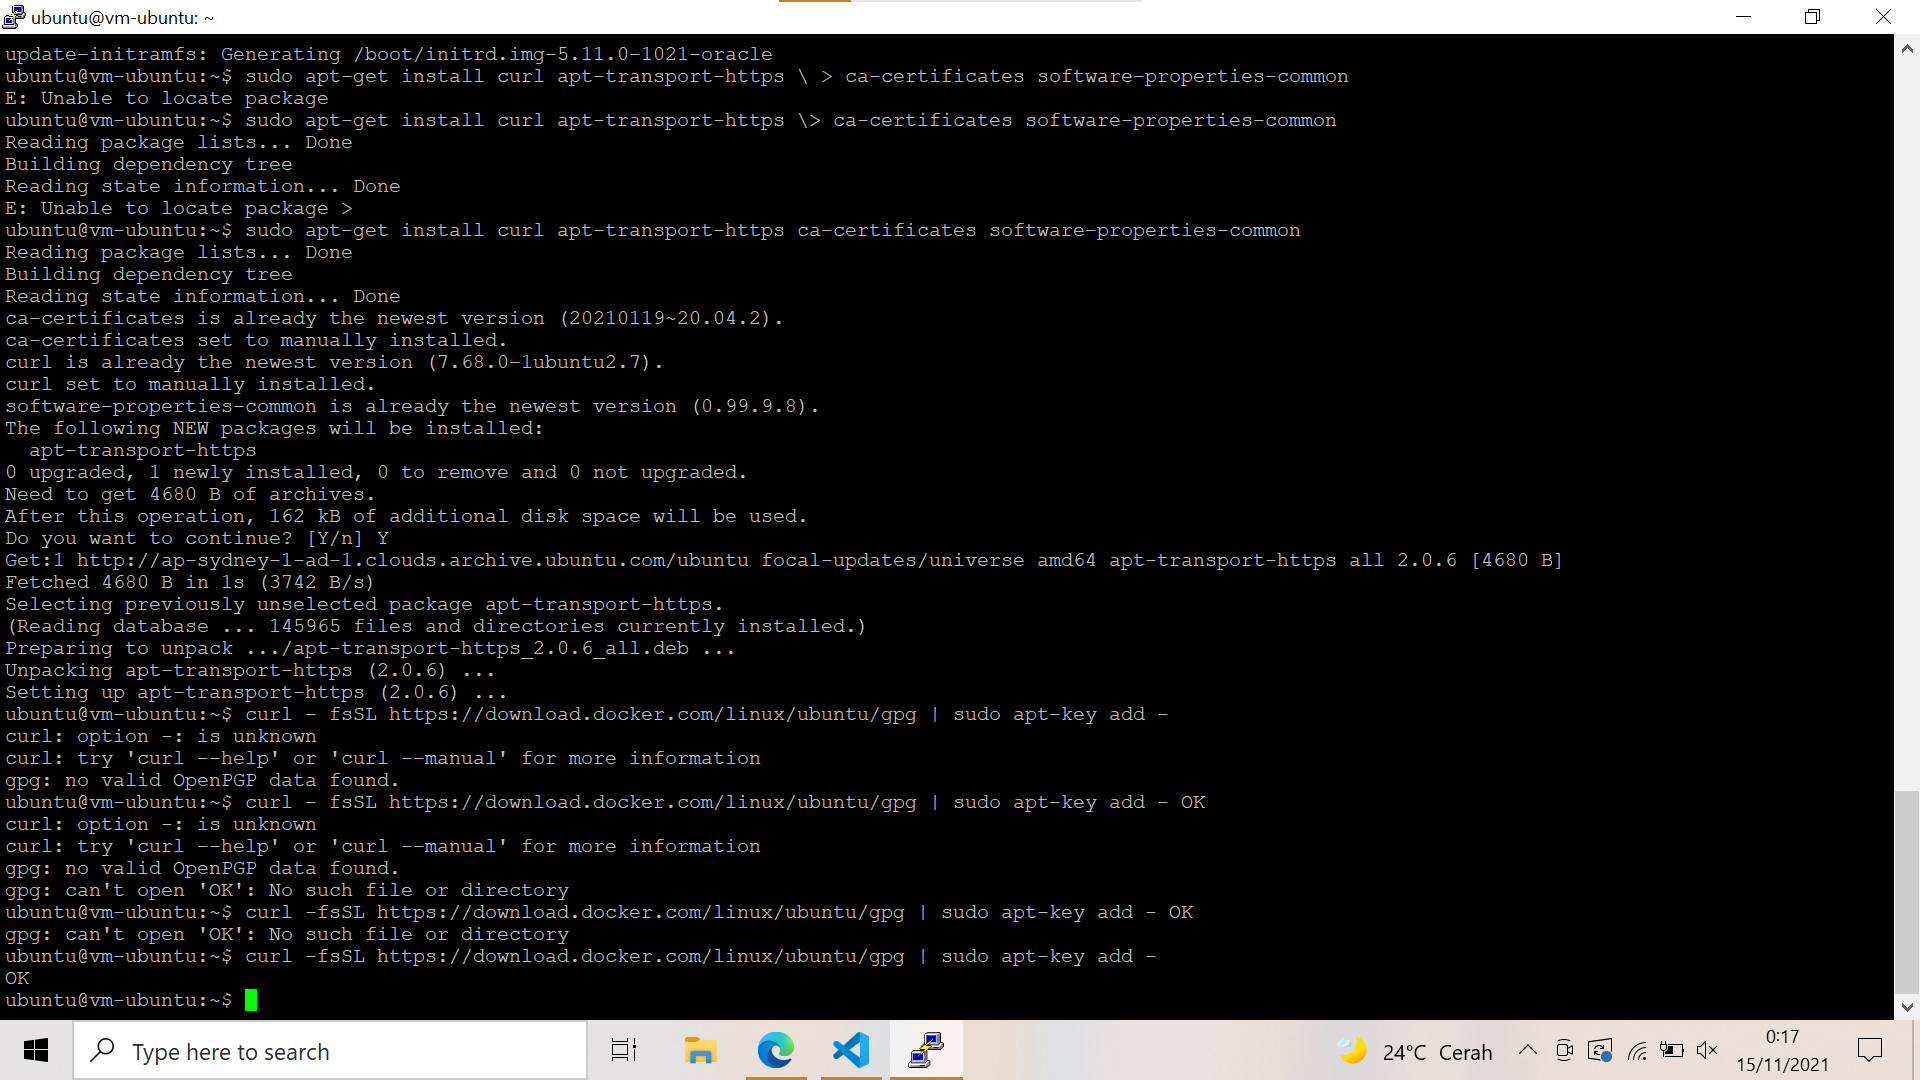 ubuntu@vm-ubuntu: ~
update-initramfs: Generating /boot/initrd.img-5.11.0-1021-oracle
ubuntu@vm-ubuntu:~$ sudo apt-get install curl apt-transport-https \ > ca-certificates software-properties-common
E: Unable to locate package
ubuntu@vm-ubuntu:~$ sudo apt-get install curl apt-transport-https \> ca-certificates software-properties-common
Reading package lists... Done
Building dependency tree
Reading state information... Done
E: Unable to locate package >
ubuntu@vm-ubuntu:~$ sudo apt-get install curl apt-transport-https ca-certificates software-properties-common
Reading package lists... Done
Building dependency tree
Reading state information... Done
ca-certificates is already the newest version (20210119~20.04.2).
ca-certificates set to manually installed.
curl is already the newest version (7.68.0-1ubuntu2.7).
curl set to manually installed.
software-properties-common is already the newest version (0.99.9.8).
The following NEW packages will be installed:
  apt-transport-https
0 upgraded, 1 newly installed, 0 to remove and 0 not upgraded.
Need to get 4680 B of archives.
After this operation, 162 kB of additional disk space will be used.
Do you want to continue? [Y/n] Y
Get:1 http://ap-sydney-1-ad-1.clouds.archive.ubuntu.com/ubuntu focal-updates/universe amd64 apt-transport-https all 2.0.6 [4680 B]
Fetched 4680 B in 1s (3742 B/s)
Selecting previously unselected package apt-transport-https.
(Reading database ... 145965 files and directories currently installed.)
Preparing to unpack .../apt-transport-https_2.0.6_all.deb ...
Unpacking apt-transport-https (2.0.6) ...
Setting up apt-transport-https (2.0.6) ...
ubuntu@vm-ubuntu:~$ curl - fsSL https://download.docker.com/linux/ubuntu/gpg | sudo apt-key add -
curl: option -: is unknown
curl: try 'curl --help' or 'curl --manual' for more information
gpg: no valid OpenPGP data found.
ubuntu@vm-ubuntu:~$ curl - fsSL https://download.docker.com/linux/ubuntu/gpg | sudo apt-key add - OK
curl: option -: is unknown
curl: try 'curl --help' or 'curl --manual' for more information
gpg: no valid OpenPGP data found.
gpg: can't open 'OK': No such file or directory
ubuntu@vm-ubuntu:~$ curl -fsSL https://download.docker.com/linux/ubuntu/gpg | sudo apt-key add - OK
gpg: can't open 'OK': No such file or directory
ubuntu@vm-ubuntu:~$ curl -fsSL https://download.docker.com/linux/ubuntu/gpg | sudo apt-key add -
OK
ubuntu@vm-ubuntu:~$
Type here to search
24°C Cerah
0:17
15/11/2021